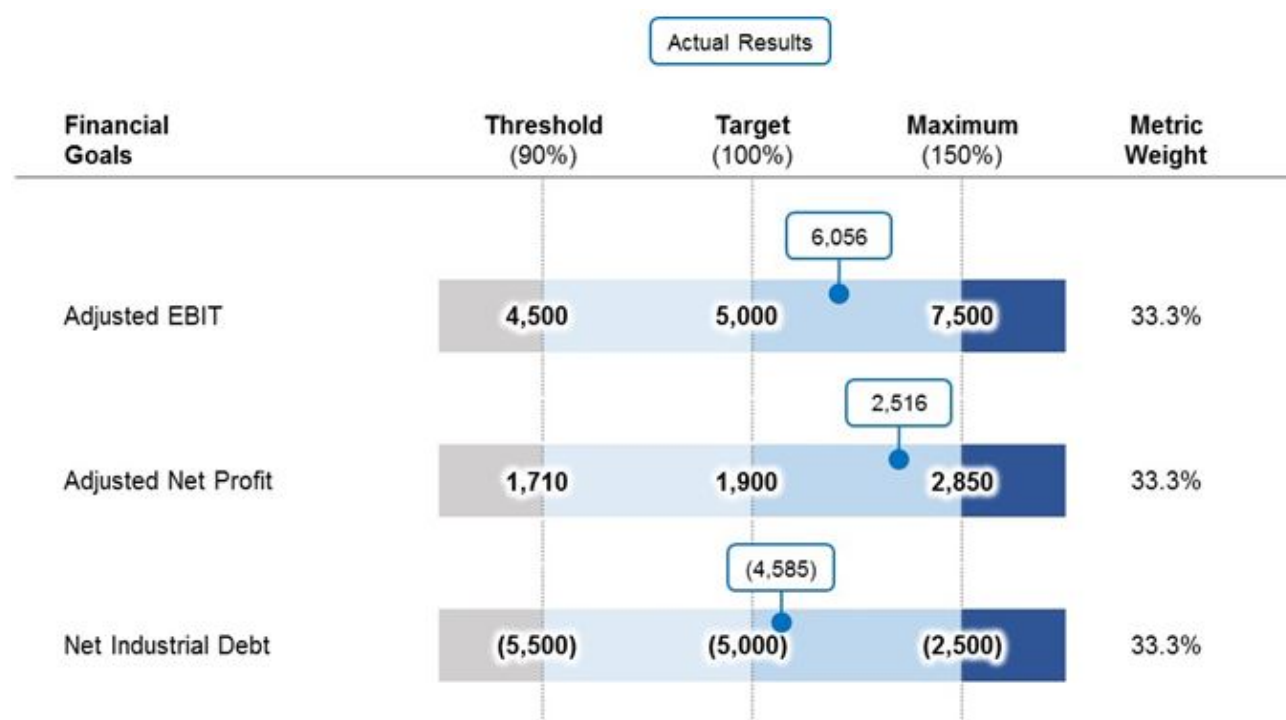 Actual Results
Financial Goals Threshold (90%) Target (100%) Maximum (150%) Metric Weight
6,056
Adjusted EBIT 4,500 5,000 7,500 33.3%
2,516
Adjusted Net Profit 1,710 1,900 2,850 33.3%
(4,585)
Net Industrial Debt (5,500) (5,000) (2,500) 33.3%